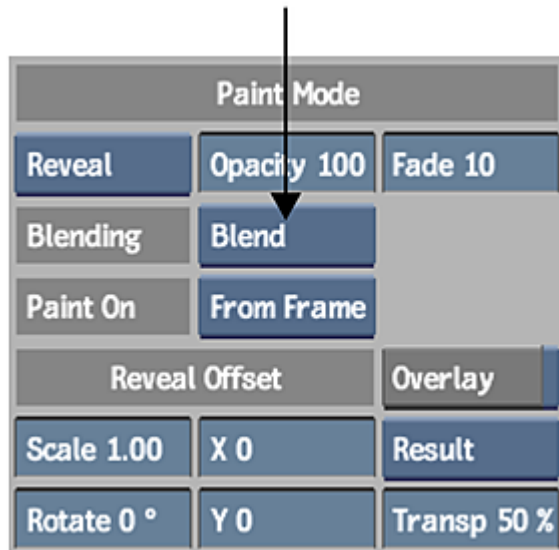 Paint Mode
Reveal Opacity 100 Fade 10
Blending Blend
Paint On From Frame
Reveal Offset Overlay
Scale 1.00 X 0 Result
Rotate 0 ° Y 0 Transp 50 %